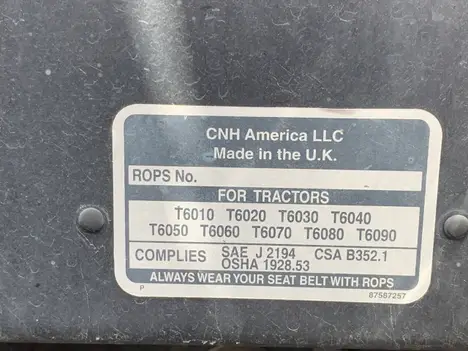 CNH America LLC
Made in the U.K.
ROPS No.
FOR TRACTORS
T6010 T6020 T6030 T6040
T6050 T6060 T6070 T6080 T6090
COMPLIES SAE J 2194 CSA B352.1
OSHA 1928.53
ALWAYS WEAR YOUR SEAT BELT WITH ROPS
P 87587257